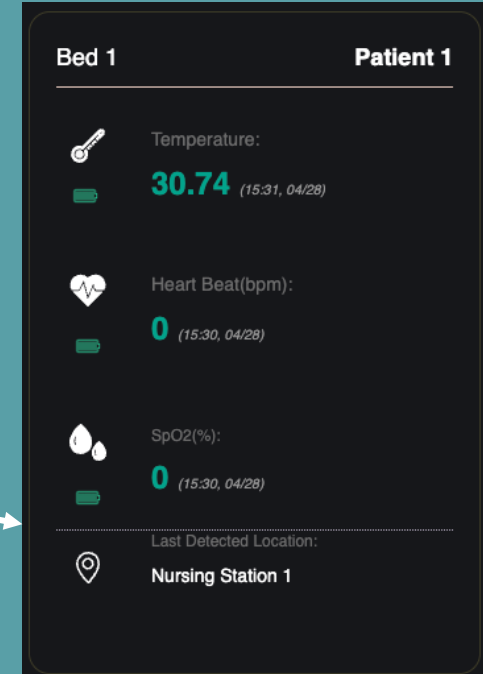 Bed 1 Patient 1
Temperature:
30.74 (15:31, 04/28)
Heart Beat(bpm):
0 (15:30, 04/28)
SpO2(%):
0 (15:30, 04/28)
Last Detected Location:
Nursing Station 1